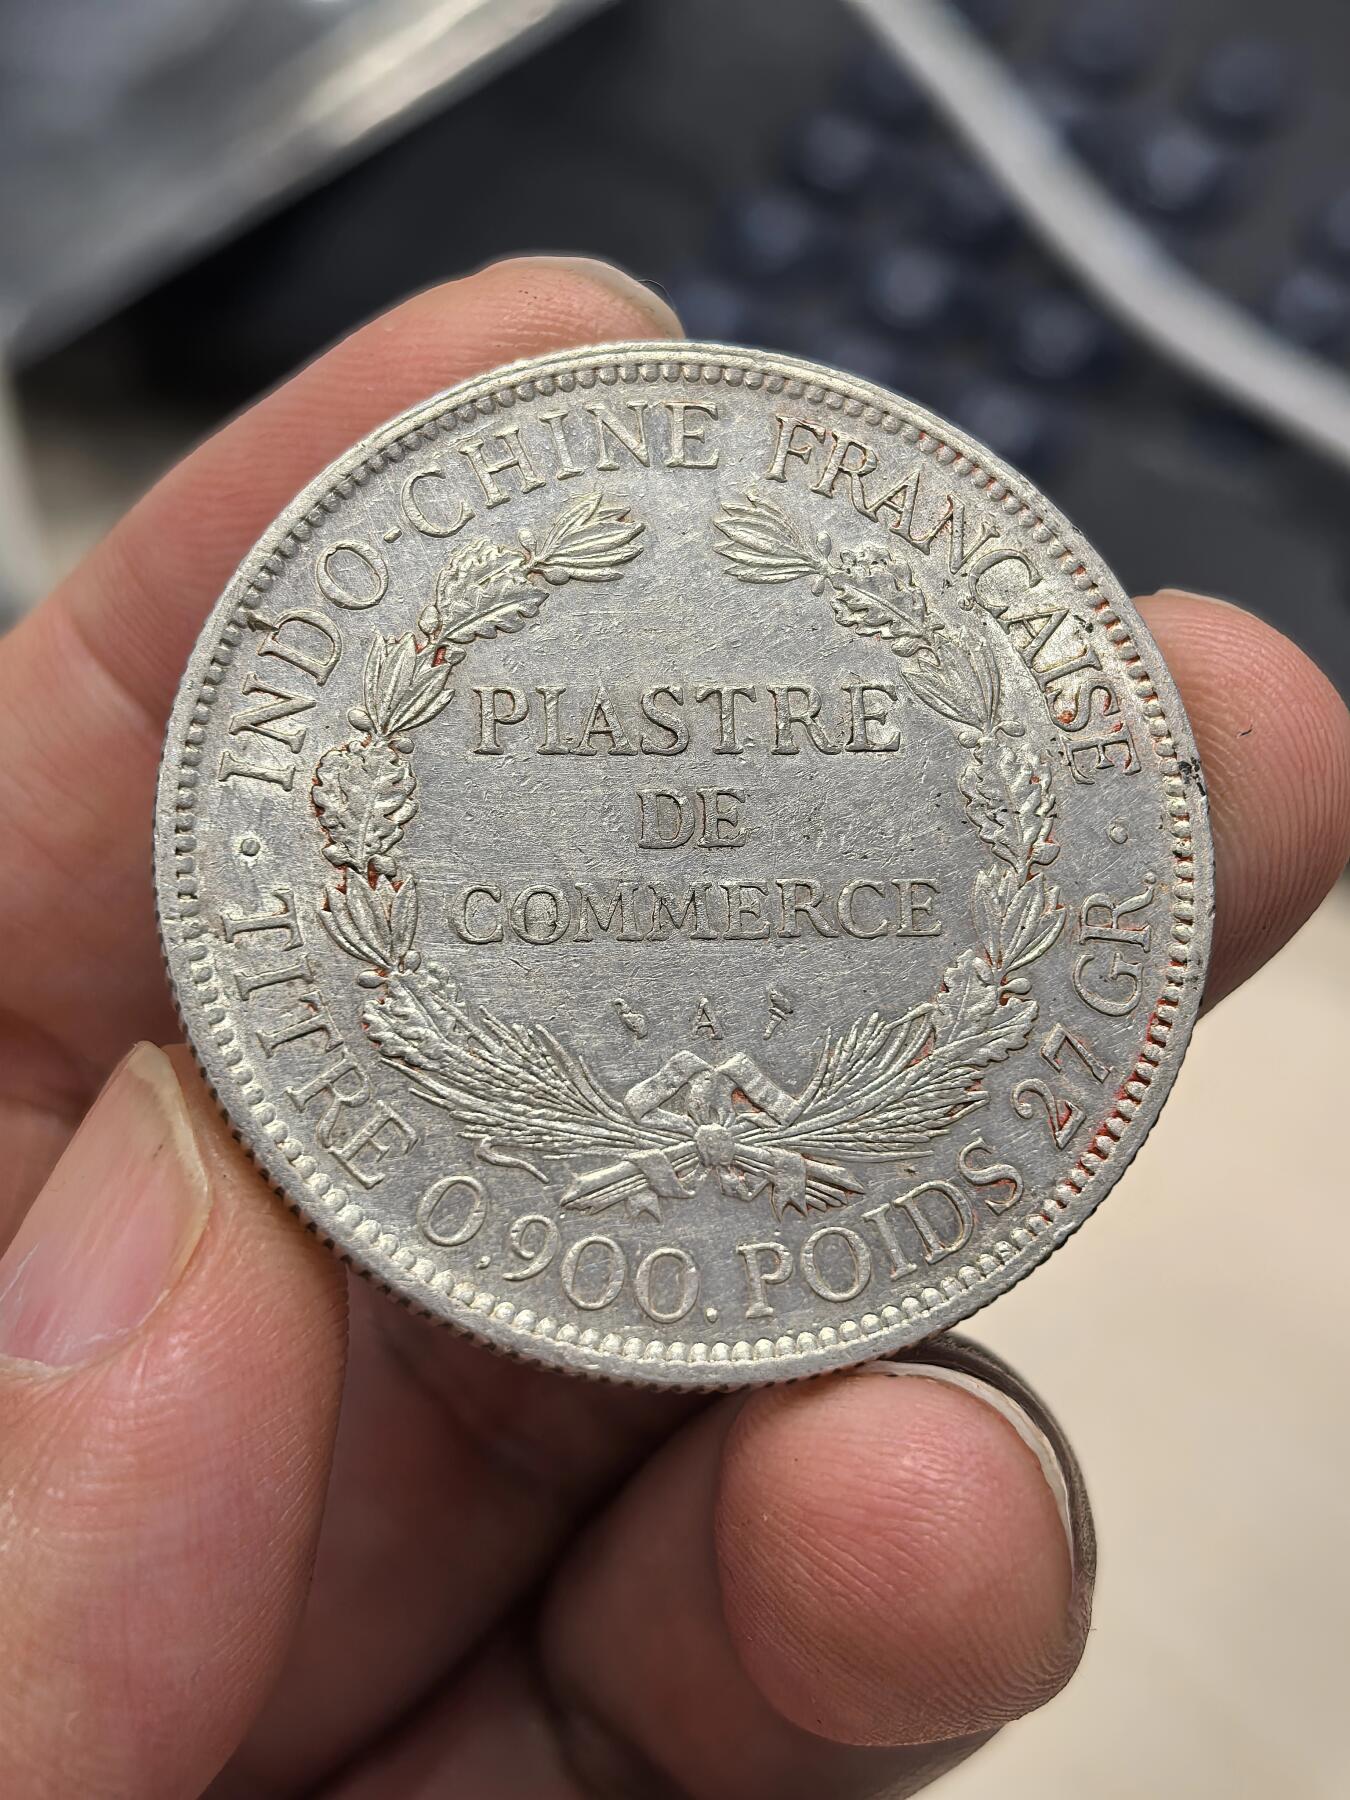 INDO-CHINE FRANÇAISE
PIASTRE
DE
COMMERCE
A
TITRE 0,900. POIDS 27 GR.